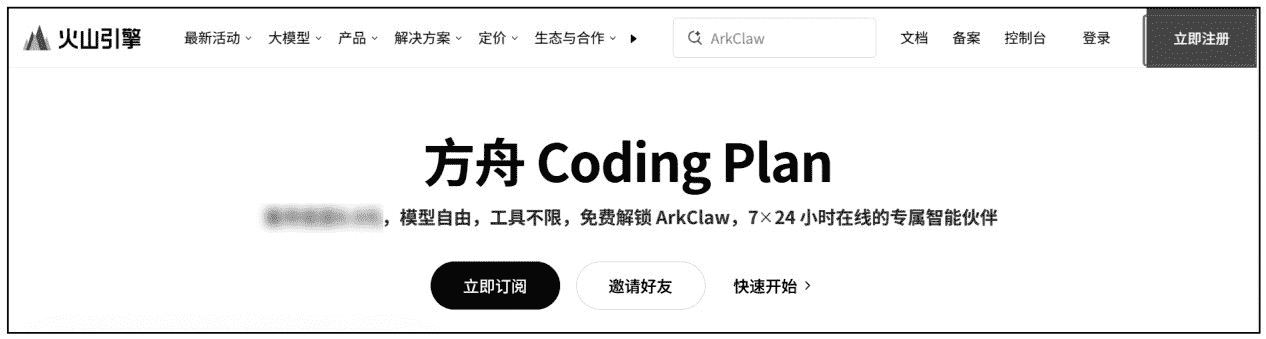 火山引擎 最新活动 大模型 产品 解决方案 定价 生态与合作 ArkClaw 文档 备案 控制台 登录 立即注册
方舟 Coding Plan
，模型自由，工具不限，免费解锁 ArkClaw，7×24 小时在线的专属智能伙伴
立即订阅 邀请好友 快速开始